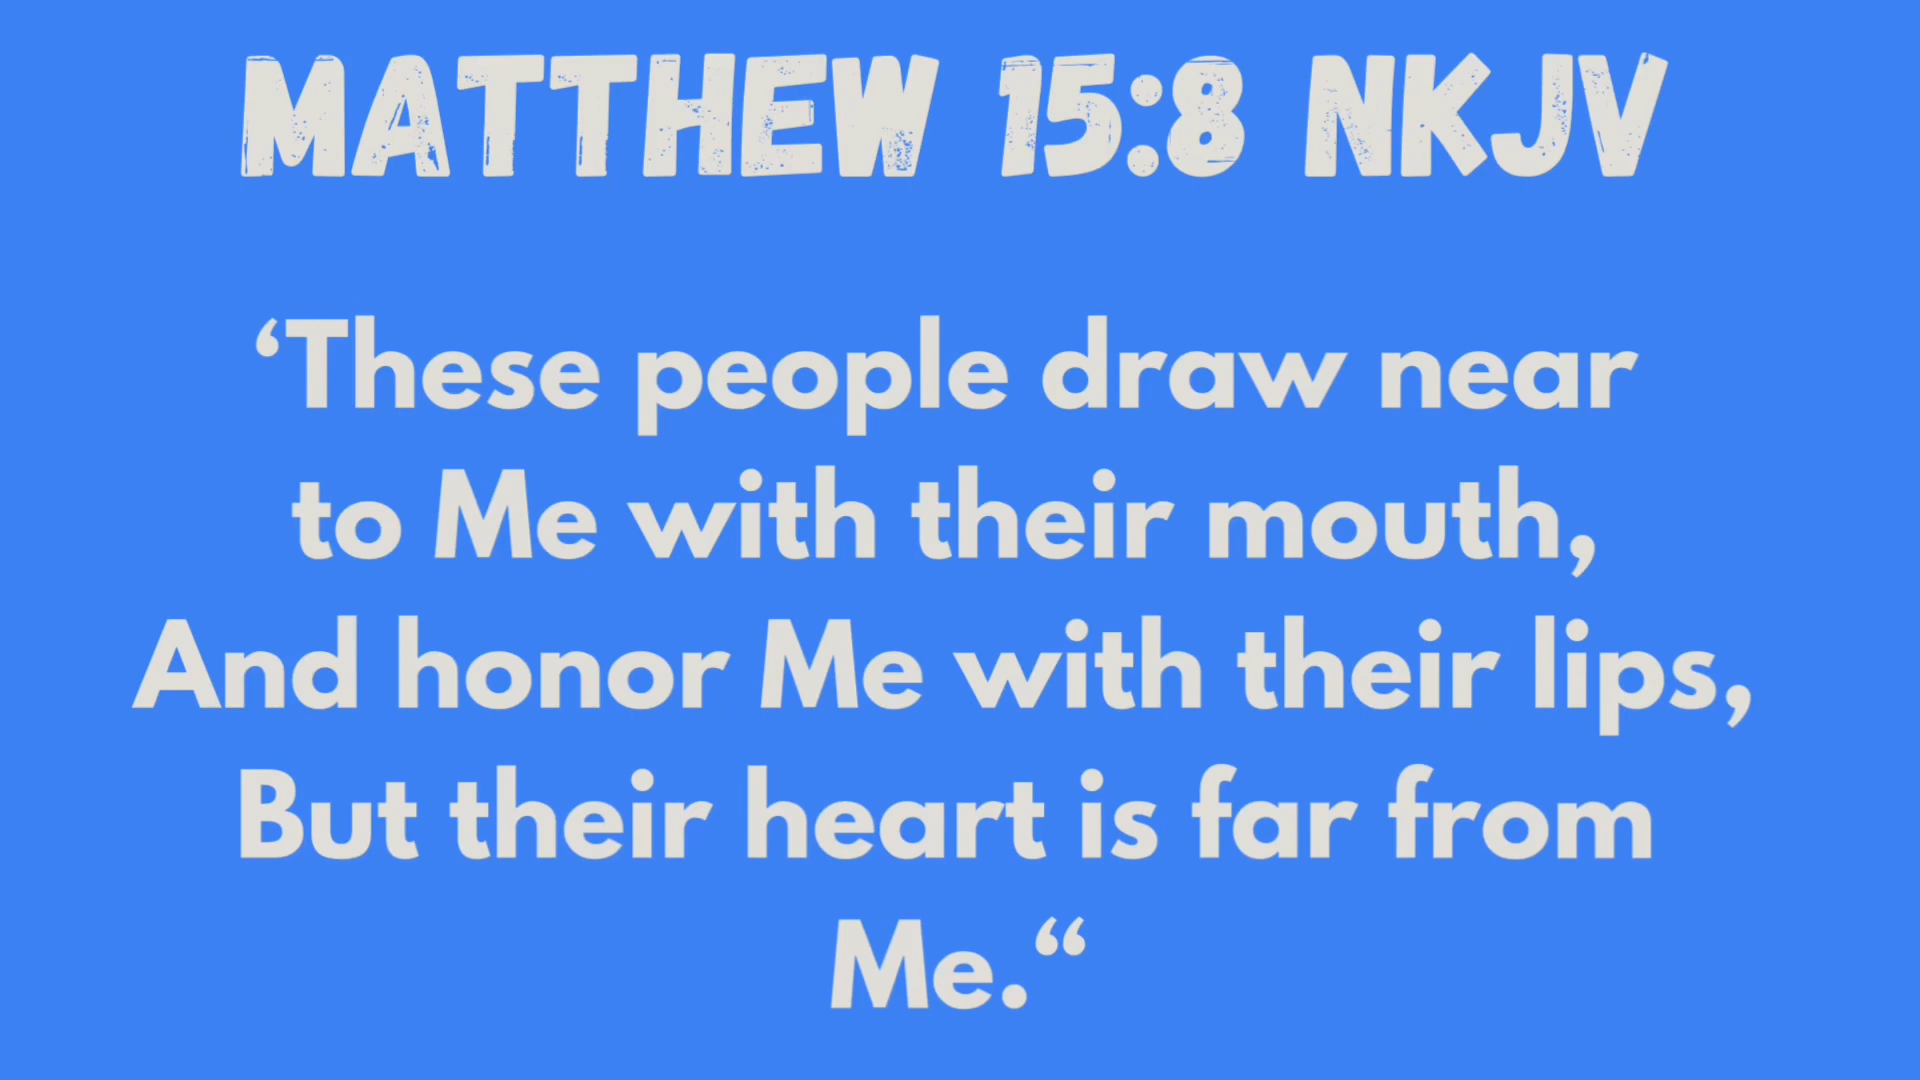 MATTHEW 15:8 NKJV
‘These people draw near
to Me with their mouth,
And honor Me with their lips,
But their heart is far from
Me.“